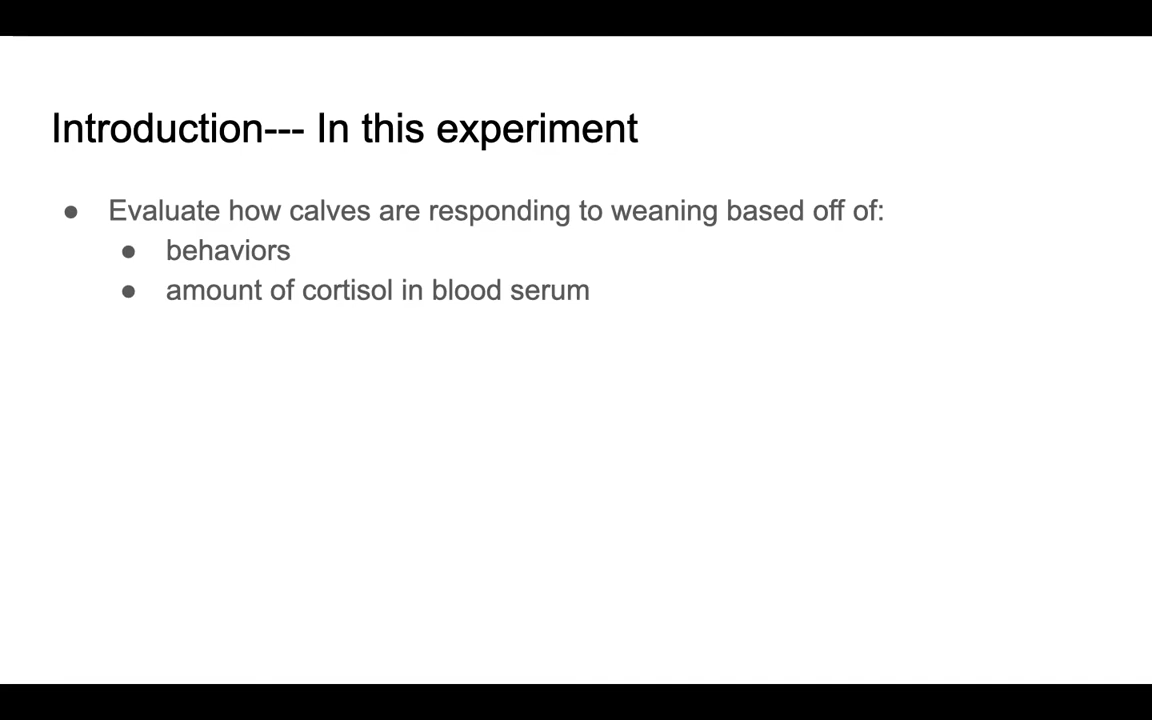 Introduction--- In this experiment
● Evaluate how calves are responding to weaning based off of:
● behaviors
● amount of cortisol in blood serum